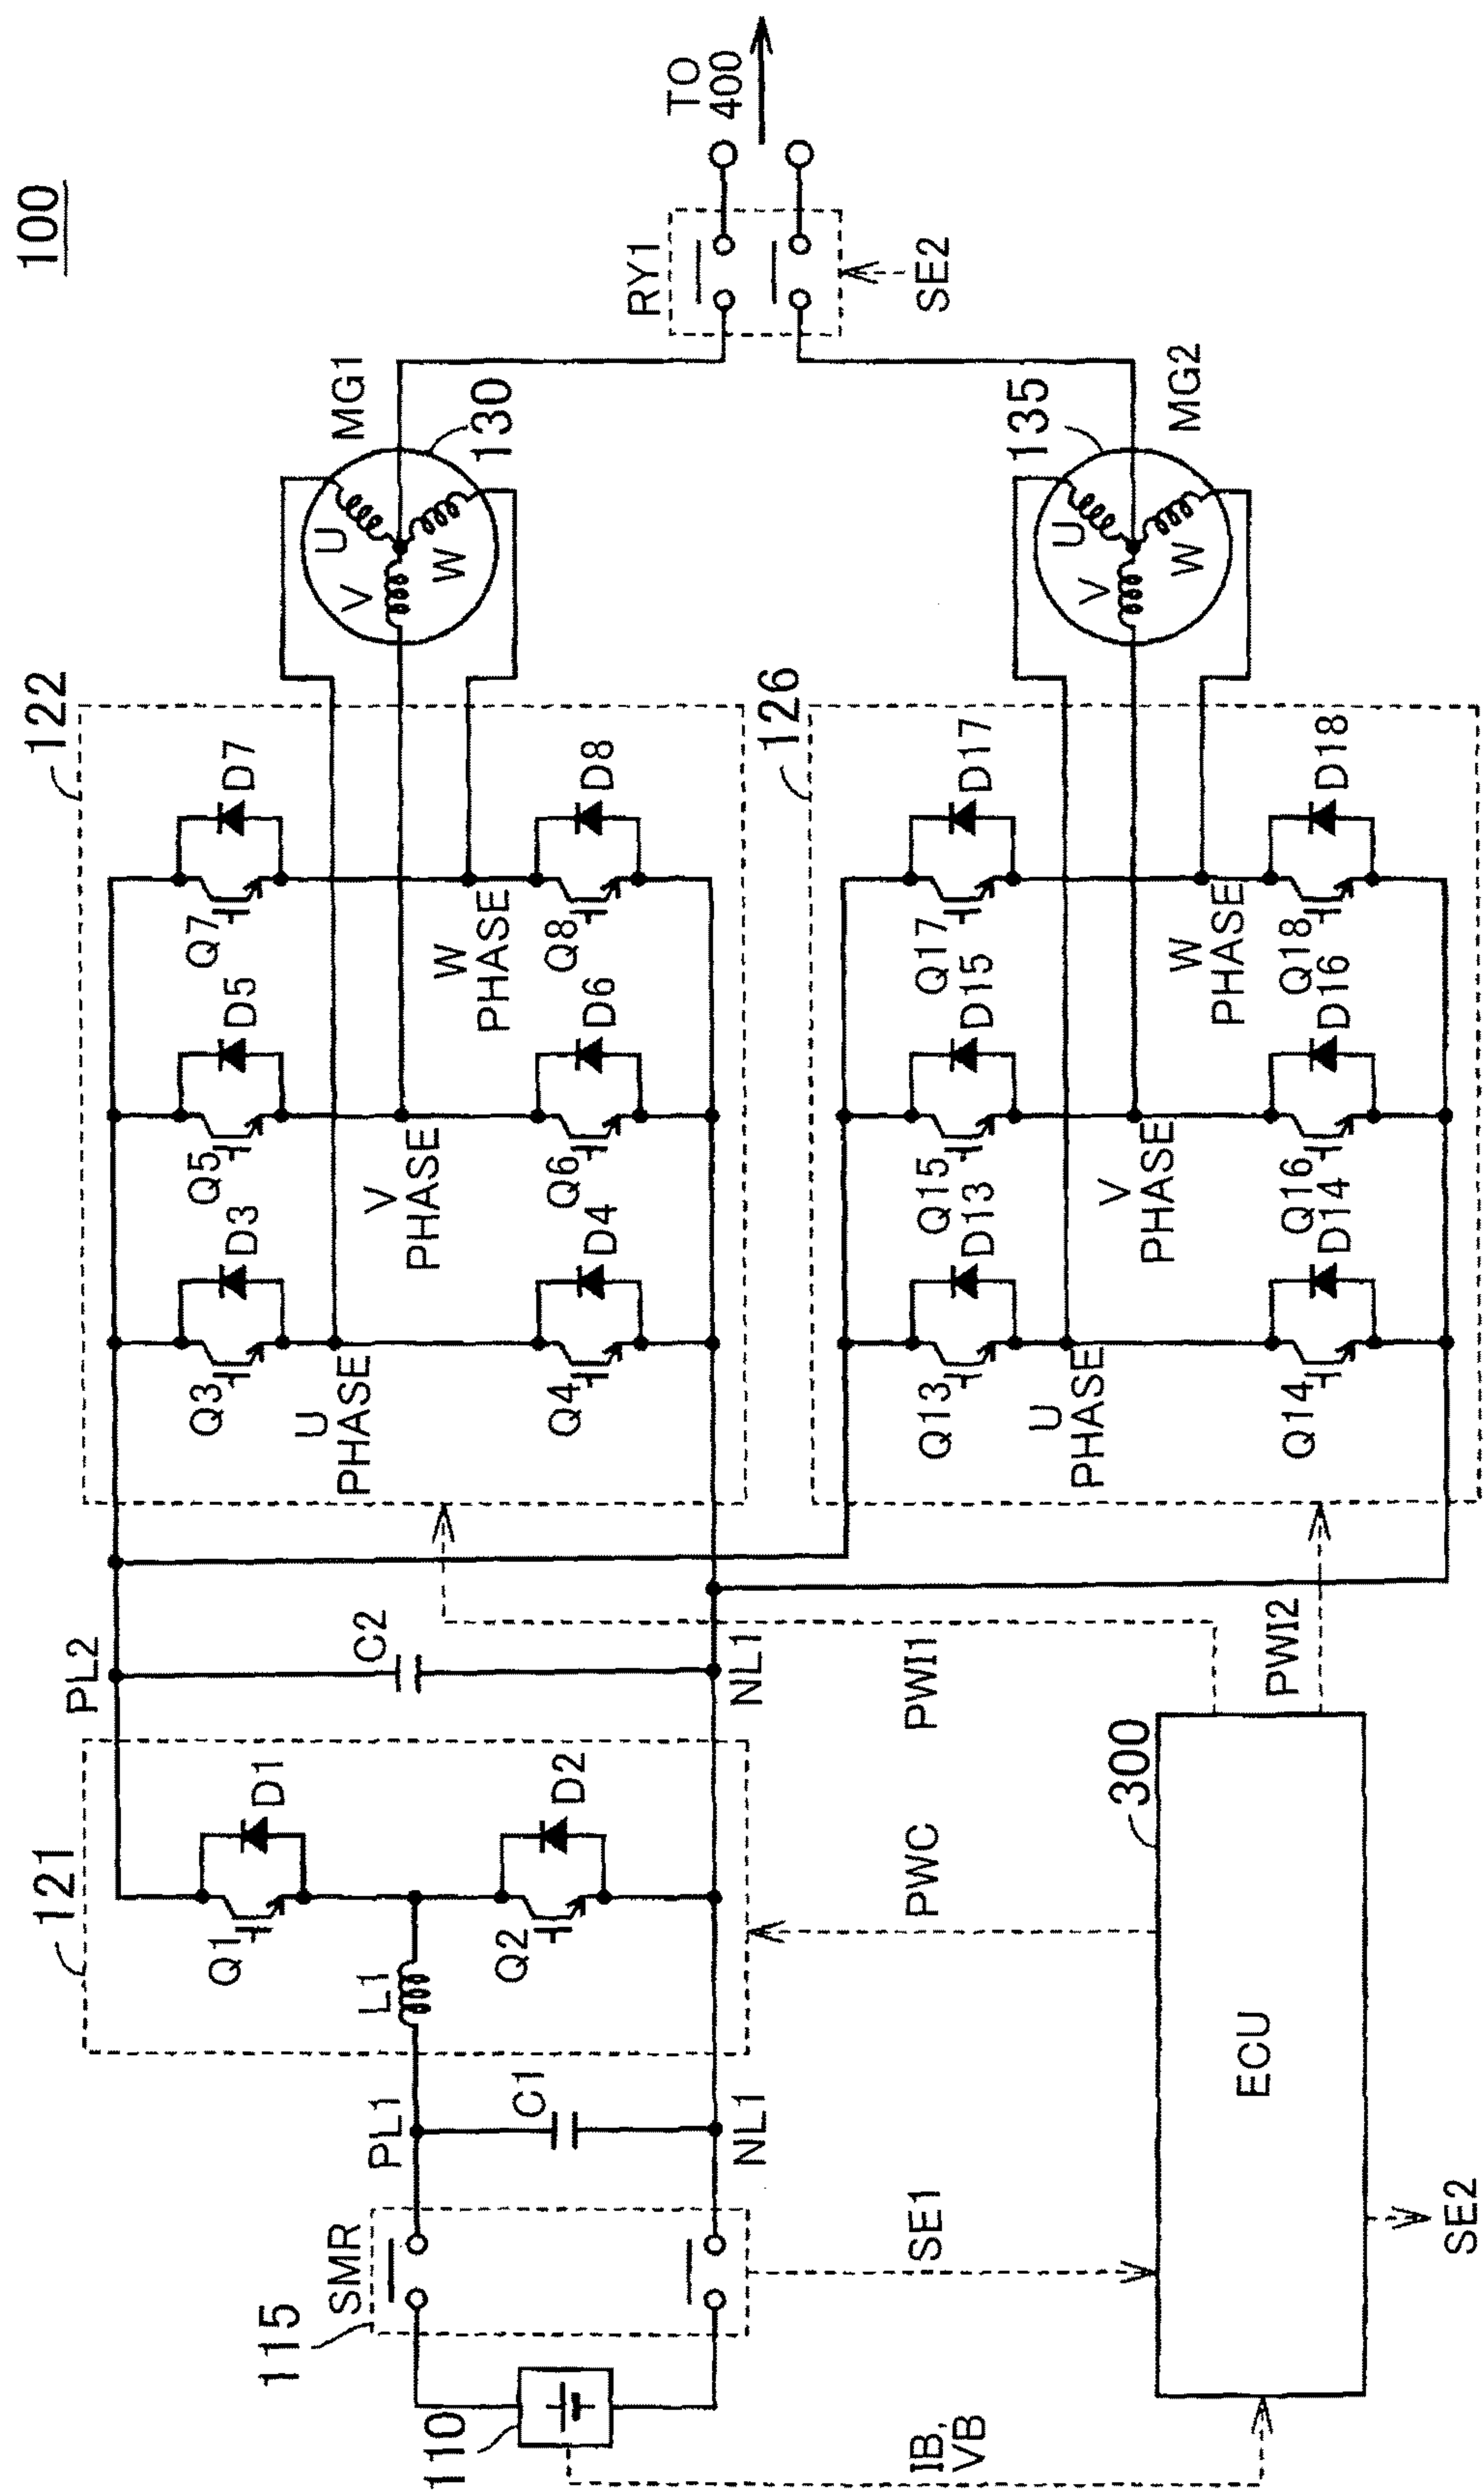 100
121
122
PL2
D1
Q1
C2
Q3
D3
Q5
D5
Q7
D7
MG1
U
V
W
130
RY1
TO
400
SE2
115
SMR
PL1
L1
C1
Q2
D2
U
PHASE
V
PHASE
W
PHASE
Q4
D4
Q6
D6
Q8
D8
110
NL1
NL1
126
Q13
D13
Q15
D15
Q17
D17
135
MG2
U
V
W
U
PHASE
V
PHASE
W
PHASE
Q14
D14
Q16
D16
Q18
D18
IB,
VB
SE1
PWC
PWI1
PWI2
300
ECU
SE2